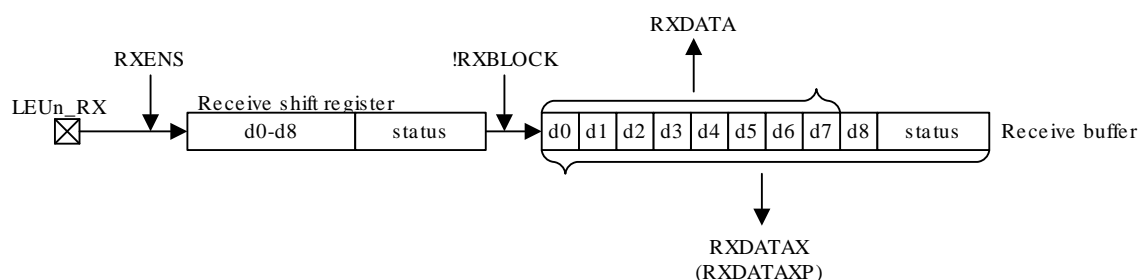 RXDATA
RXENS
!RXBLOCK
LEUn_RX
Receive shift register
d0-d8 status
d0 d1 d2 d3 d4 d5 d6 d7 d8 status
Receive buffer
RXDATAX
(RXDATAXP)